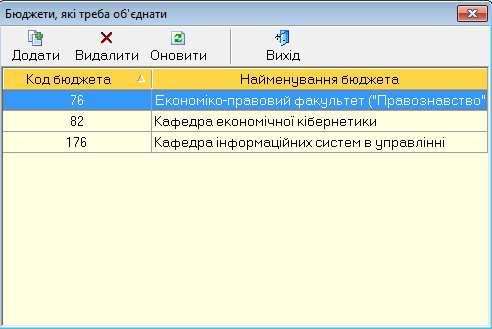 Бюджети, які треба об'єднати
Додати Видалити Оновити Вихід
Код бюджета Найменування бюджета
76 Економіко-правовий факультет ("Правознавство"
82 Кафедра економічної кібернетики
176 Кафедра інформаційних систем в управлінні